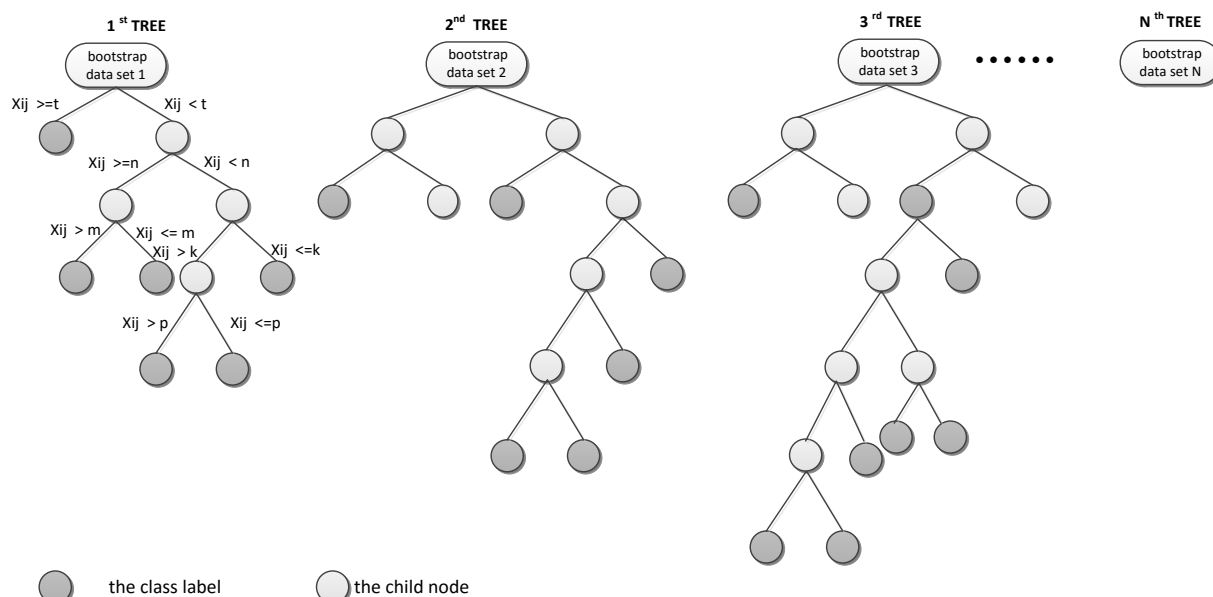 1 st TREE
2 nd TREE
3 rd TREE
N th TREE
bootstrap
data set 1
bootstrap
data set 2
bootstrap
data set 3
bootstrap
data set N
Xij >=t
Xij < t
Xij >=n
Xij < n
Xij > m
Xij <= m
Xij > k
Xij <=k
Xij > p
Xij <=p
the class label
the child node